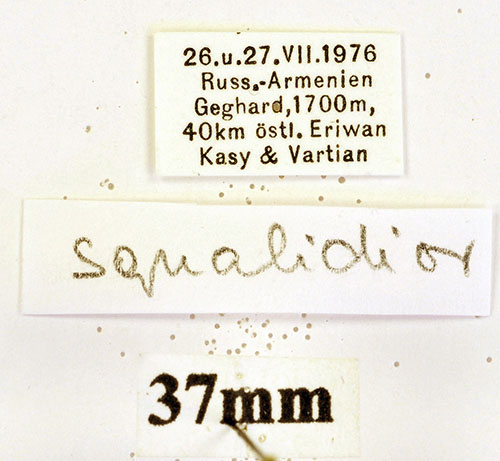 26.u.27.VII.1976
Russ.-Armenien
Geghard,1700m,
40km östl. Eriwan
Kasy & Vartian
squalidior
37mm